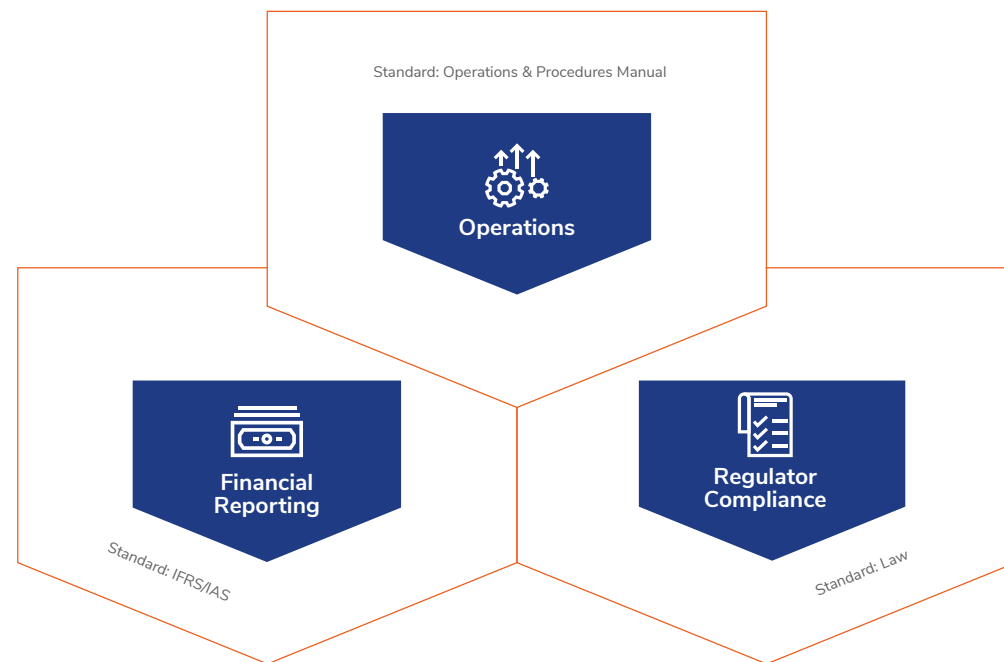 Standard: Operations & Procedures Manual
Operations
Financial
Reporting
Standard: IFRS/IAS
Regulator
Compliance
Standard: Law